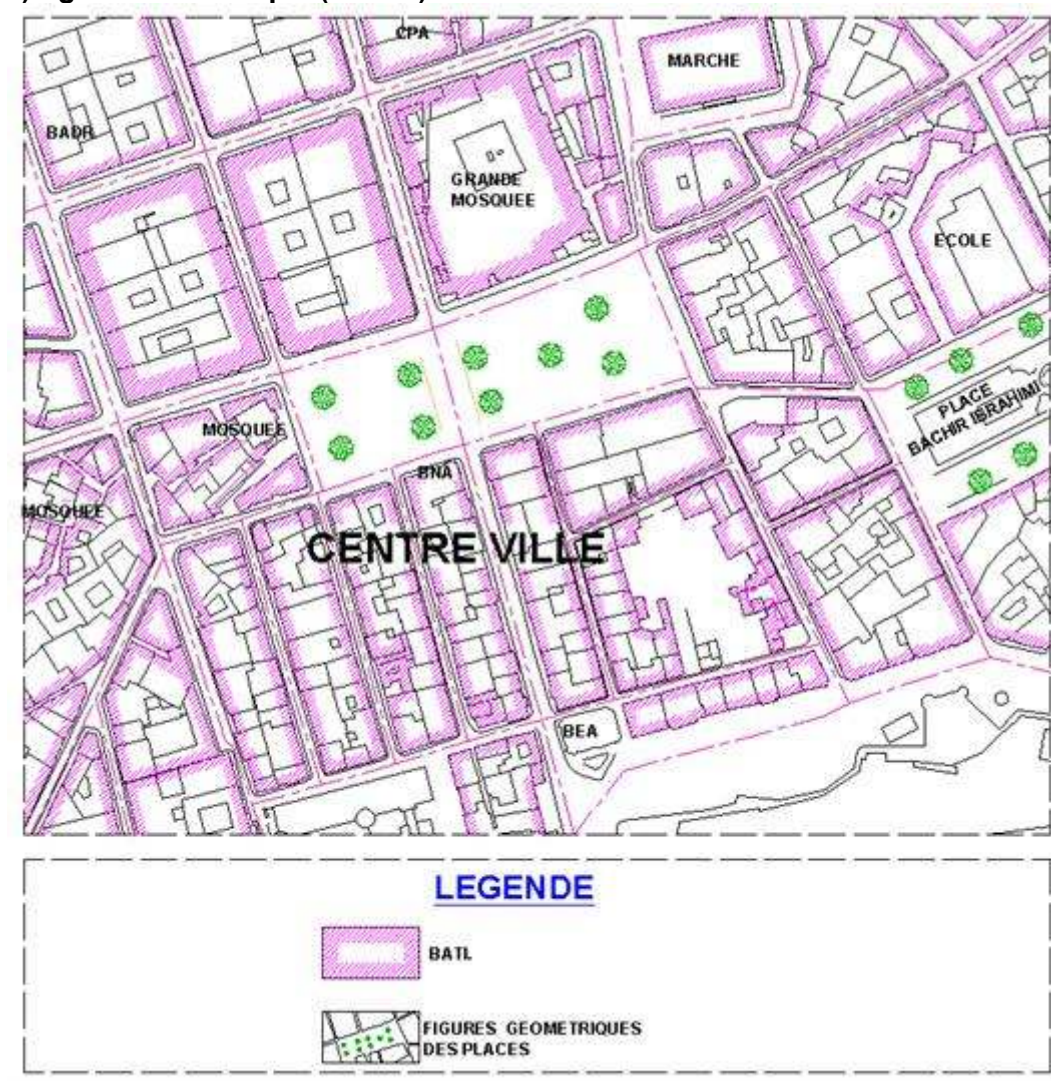 CPA
MARCHE
BADR
GRANDE
MOSQUEE
ECOLE
PLACE
BACHIR IBRAHIMI
MOSQUEE
BNA
MOSQUEE
CENTRE VILLE
BEA
LEGENDE
BATI.
FIGURES GEOMETRIQUES
DES PLACES